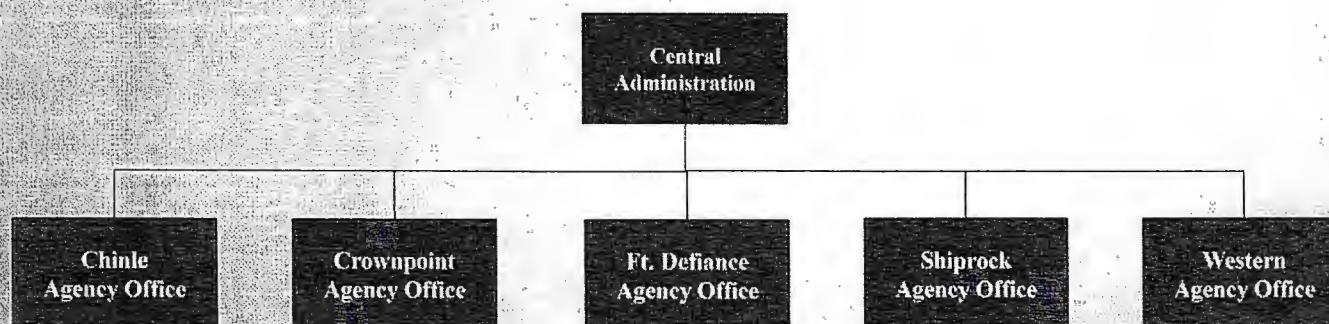 Central
Administration
Chinle
Agency Office
Crownpoint
Agency Office
Ft. Defiance
Agency Office
Shiprock
Agency Office
Western
Agency Office